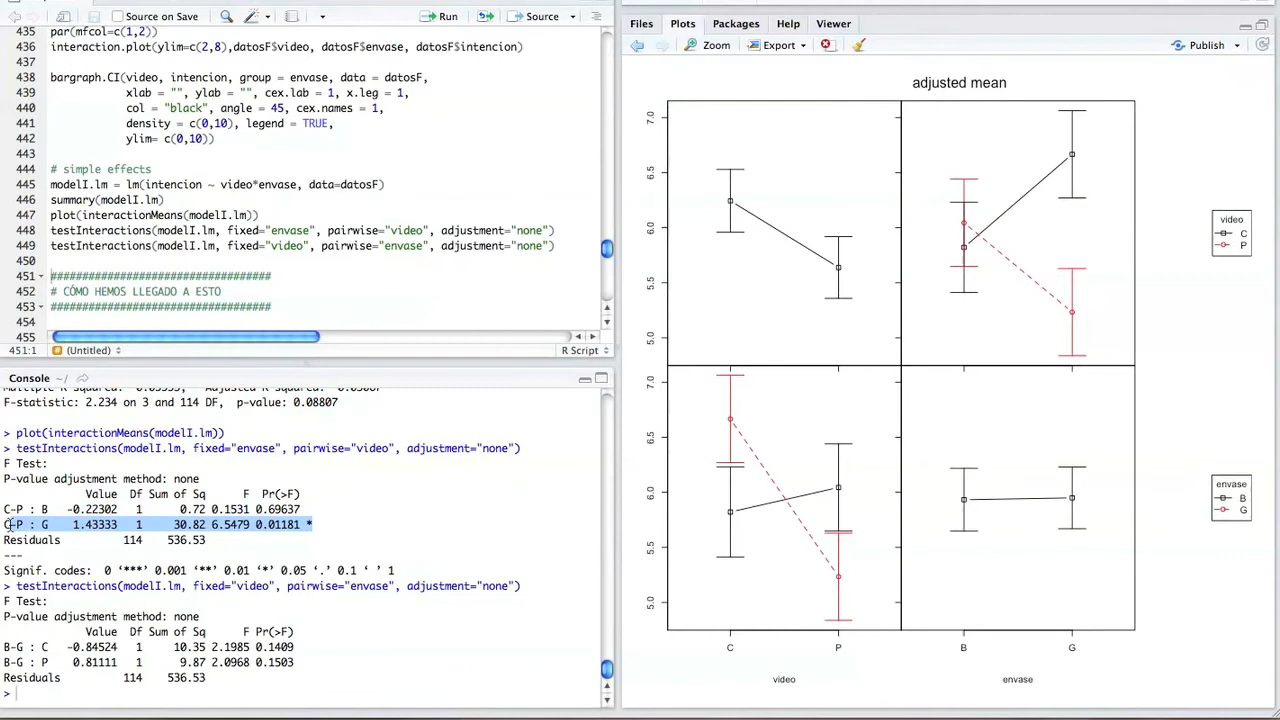 Source on Save
Run
Source
435 par(mfcol=c(1,2))
436 interaction.plot(ylim=c(2,8),datosF$video, datosF$envase, datosF$intencion)
437
438 bargraph.CI(video, intencion, group = envase, data = datosF,
439 xlab = "", ylab = "", cex.lab = 1, x.leg = 1,
440 col = "black", angle = 45, cex.names = 1,
441 density = c(0,10), legend = TRUE,
442 ylim= c(0,10))
443
444 # simple effects
445 modelI.lm = lm(intencion ~ video*envase, data=datosF)
446 summary(modelI.lm)
447 plot(interactionMeans(modelI.lm))
448 testInteractions(modelI.lm, fixed="envase", pairwise="video", adjustment="none")
449 testInteractions(modelI.lm, fixed="video", pairwise="envase", adjustment="none")
450
451 ##################################
452 # CÓMO HEMOS LLEGADO A ESTO
453 ##################################
454
455
451:1 (Untitled) R Script
Console ~/
F-statistic: 2.234 on 3 and 114 DF, p-value: 0.08807
> plot(interactionMeans(modelI.lm))
> testInteractions(modelI.lm, fixed="envase", pairwise="video", adjustment="none")
F Test:
P-value adjustment method: none
Value Df Sum of Sq F Pr(>F)
C-P : B -0.22302 1 0.72 0.1531 0.69637
C-P : G 1.43333 1 30.82 6.5479 0.01181 *
Residuals 114 536.53
---
Signif. codes: 0 ‘***’ 0.001 ‘**’ 0.01 ‘*’ 0.05 ‘.’ 0.1 ‘ ’ 1
> testInteractions(modelI.lm, fixed="video", pairwise="envase", adjustment="none")
F Test:
P-value adjustment method: none
Value Df Sum of Sq F Pr(>F)
B-G : C -0.84524 1 10.35 2.1985 0.1409
B-G : P 0.81111 1 9.87 2.0968 0.1503
Residuals 114 536.53
>
Files Plots Packages Help Viewer
Zoom Export Publish
adjusted mean
7.0
6.5
6.0
5.5
5.0
video
C
P
7.0
6.5
6.0
5.5
5.0
envase
B
G
C P B G
video envase